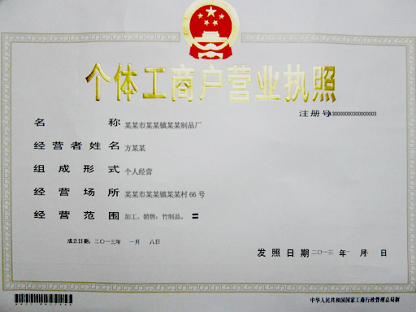 个体工商户营业执照
注册号
名 称 某某市某某镇某某制品厂
经营者姓名 方某某
组成形式 个人经营
经营场所 某某市某某镇某某村66号
经营范围 加工、销售：竹制品。
成立日期：二〇一三年 一月 八日
发照日期 二〇一三 年 一 月 日
中华人民共和国国家工商行政管理总局制